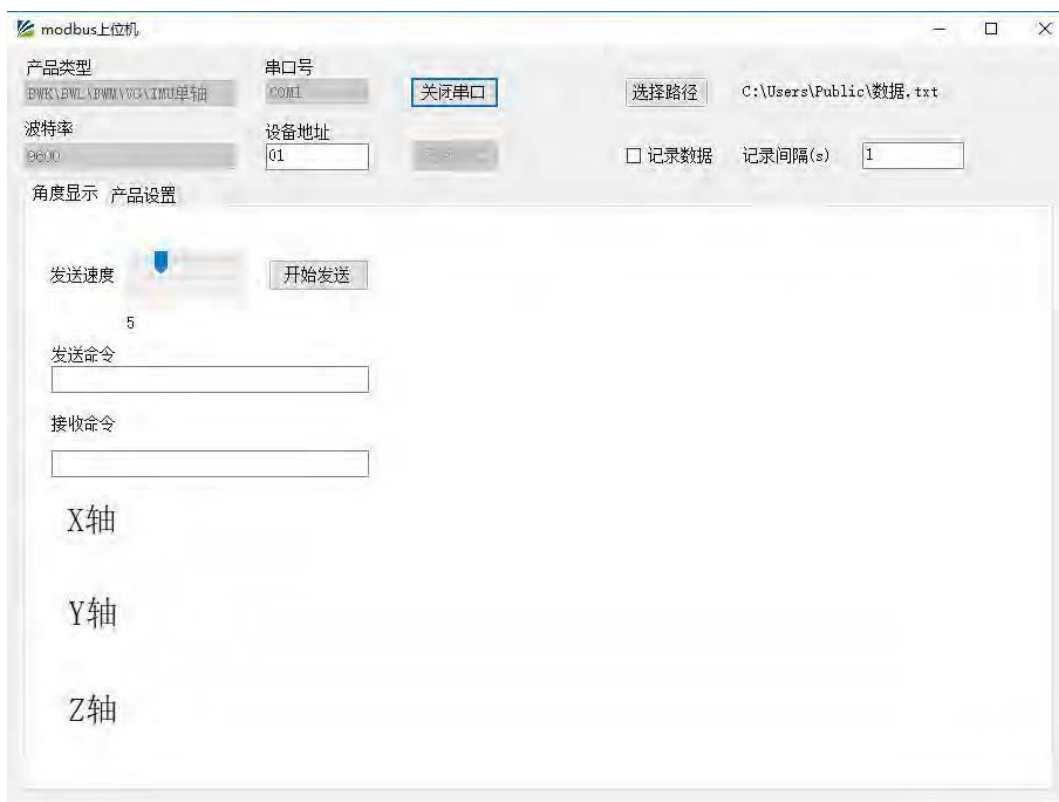 modbus上位机
产品类型
BWK\BWL\BWM\VG\IMU单轴
串口号
COM1
关闭串口
选择路径
C:\Users\Public\数据.txt
波特率
9600
设备地址
01
记录数据
记录间隔(s)
1
角度显示
产品设置
发送速度
开始发送
5
发送命令
接收命令
X轴
Y轴
Z轴